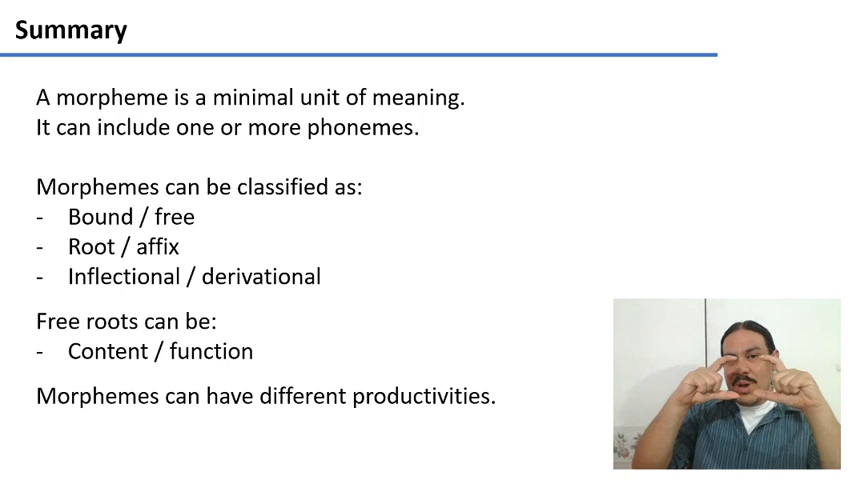 Summary
A morpheme is a minimal unit of meaning.
It can include one or more phonemes.
Morphemes can be classified as:
- Bound / free
- Root / affix
- Inflectional / derivational
Free roots can be:
- Content / function
Morphemes can have different productivities.